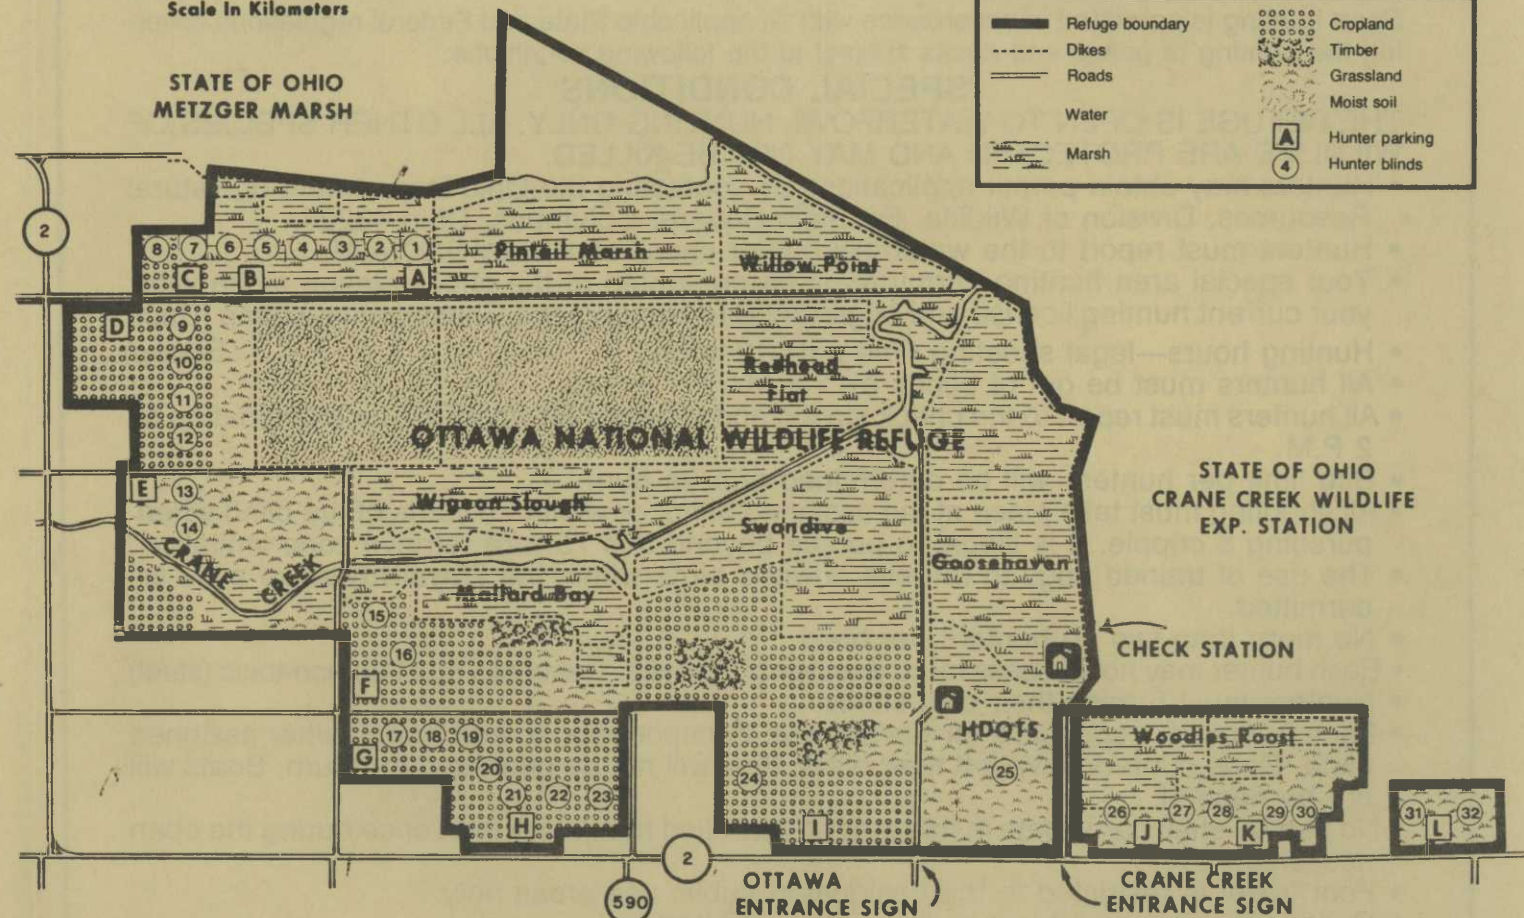 Scale In Kilometers
STATE OF OHIO
METZGER MARSH
Refuge boundary
Dikes
Roads
Water
Marsh
Cropland
Timber
Grassland
Moist soil
A Hunter parking
4 Hunter blinds
2
8 7 6 5 4 3 2 1
C B A
Pintail Marsh
Willow Point
D
9
10
11
12
Redhead
Flat
OTTAWA NATIONAL WILDLIFE REFUGE
E
13
14
CRANE CREEK
Wigeon Slough
Swandive
Goosehaven
STATE OF OHIO
CRANE CREEK WILDLIFE
EXP. STATION
Mallard Bay
15
16
F
CHECK STATION
HDQTS.
17 18 19
G
20
21 22 23
H
24
I
25
Woodies Roost
26 27 28 29 30
J K
31 32
L
2
590
OTTAWA
ENTRANCE SIGN
CRANE CREEK
ENTRANCE SIGN